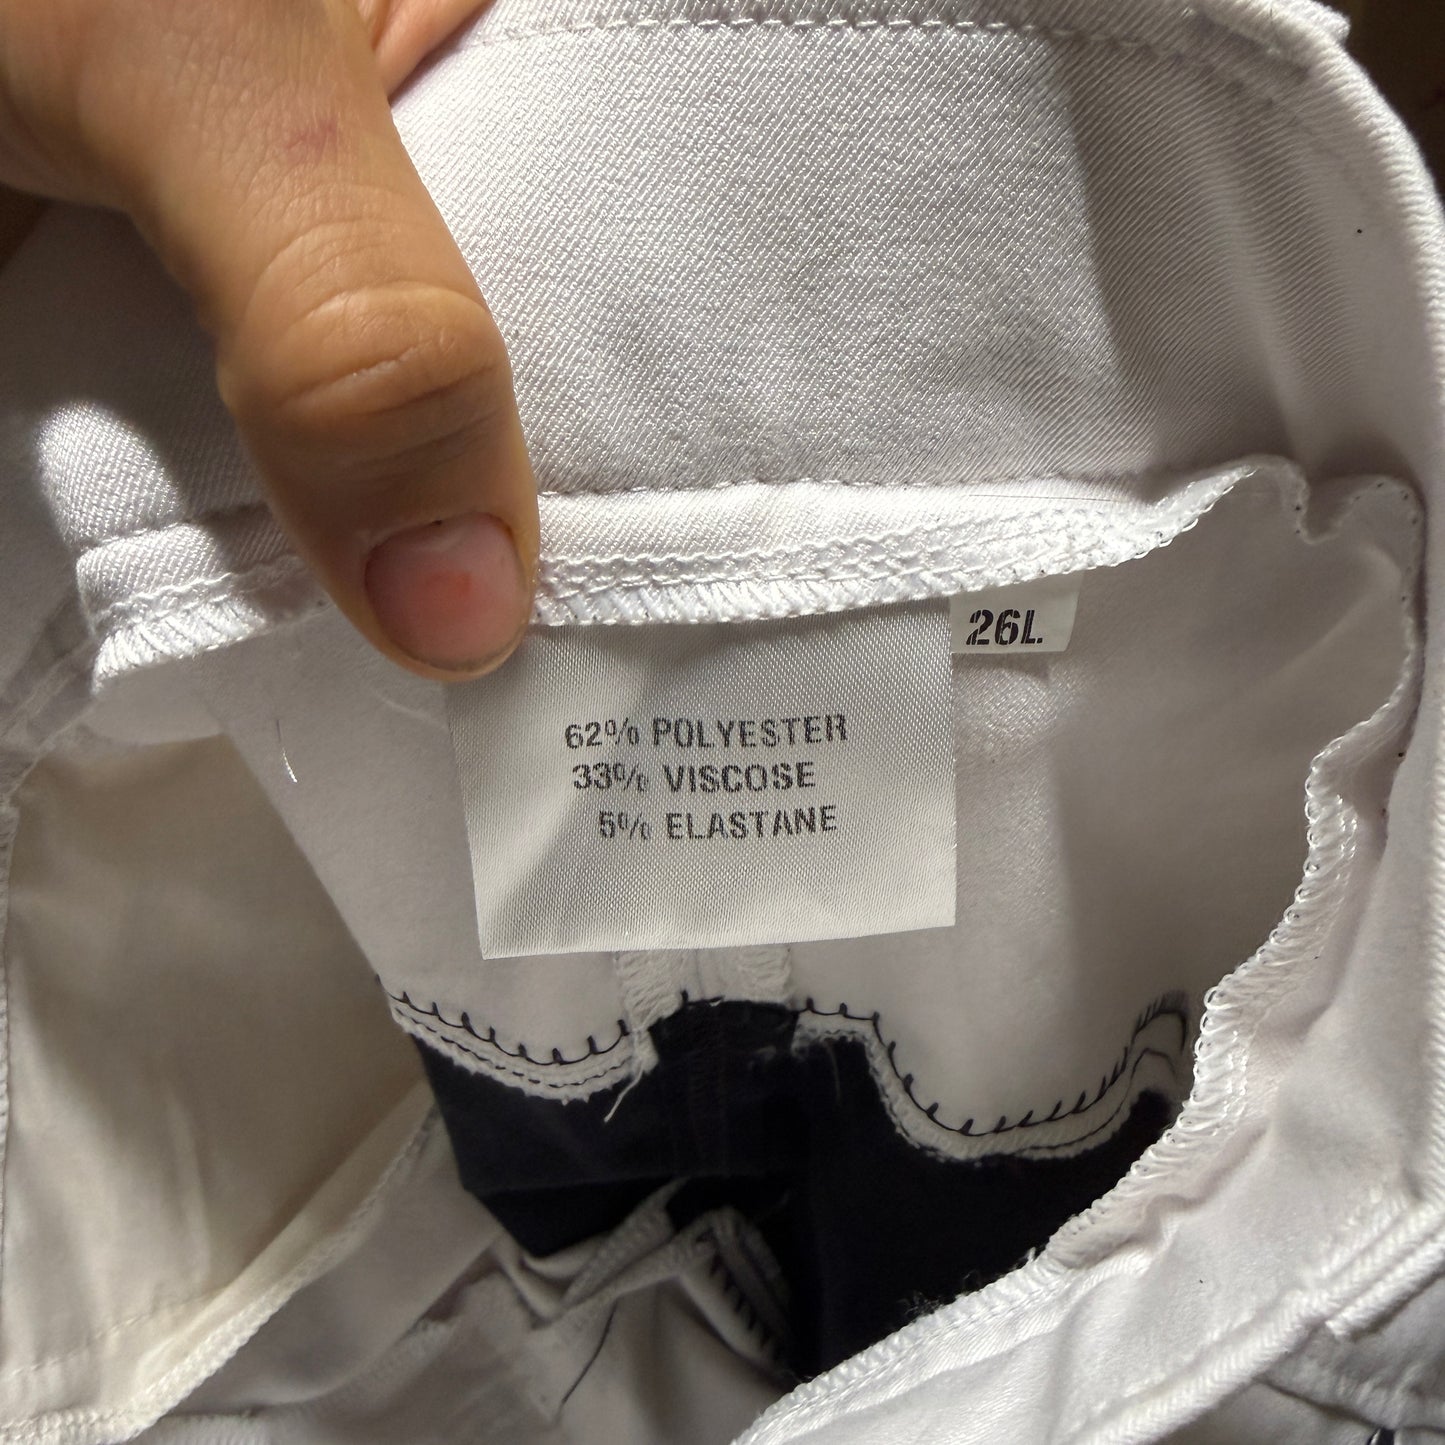 26L
62% POLYESTER
33% VISCOSE
5% ELASTANE